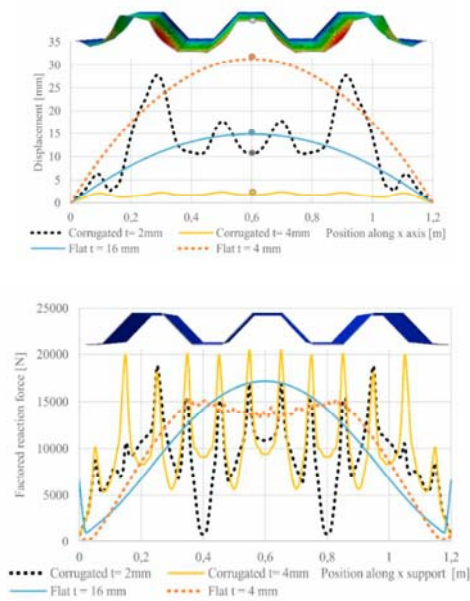 35
30
25
20
15
10
5
0
Displacement [mm]
0 0,2 0,4 0,6 0,8 1 1,2
Position along x axis [m]
Corrugated t= 2mm Corrugated t= 4mm
Flat t = 16 mm Flat t = 4 mm
25000
20000
15000
10000
5000
0
Factored reaction force [N]
0 0,2 0,4 0,6 0,8 1 1,2
Corrugated t= 2mm Corrugated t= 4mm Position along x support [m]
Flat t = 16 mm Flat t = 4 mm